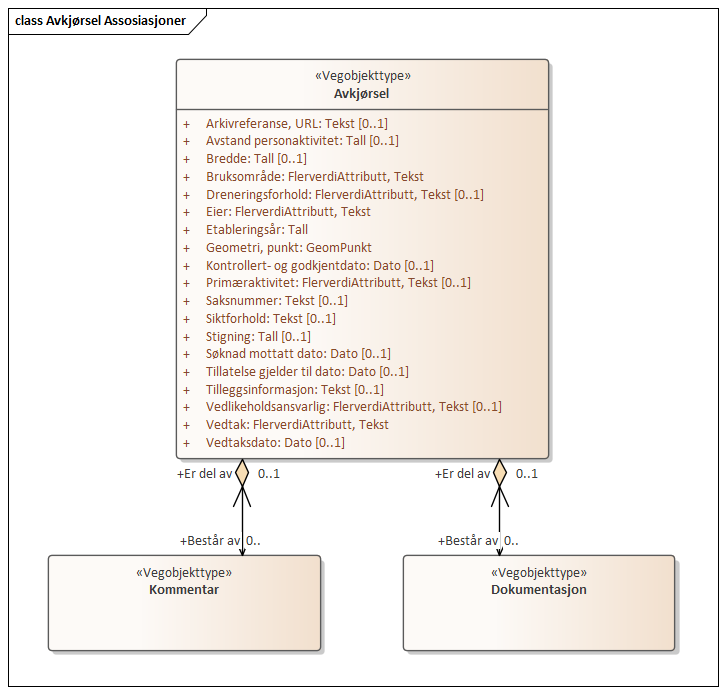 class Avkjørsel Assosiasjoner
«Vegobjekttype»
Avkjørsel
+ Arkivreferanse, URL: Tekst [0..1]
+ Avstand personaktivitet: Tall [0..1]
+ Bredde: Tall [0..1]
+ Bruksområde: FlerverdiAttributt, Tekst
+ Dreneringsforhold: FlerverdiAttributt, Tekst [0..1]
+ Eier: FlerverdiAttributt, Tekst
+ Etableringsår: Tall
+ Geometri, punkt: GeomPunkt
+ Kontrollert- og godkjentdato: Dato [0..1]
+ Primæraktivitet: FlerverdiAttributt, Tekst [0..1]
+ Saksnummer: Tekst [0..1]
+ Siktforhold: Tekst [0..1]
+ Stigning: Tall [0..1]
+ Søknad mottatt dato: Dato [0..1]
+ Tillatelse gjelder til dato: Dato [0..1]
+ Tilleggsinformasjon: Tekst [0..1]
+ Vedlikeholdsansvarlig: FlerverdiAttributt, Tekst [0..1]
+ Vedtak: FlerverdiAttributt, Tekst
+ Vedtaksdato: Dato [0..1]
+Er del av 0..1 +Er del av 0..1
+Består av 0.. +Består av 0..
«Vegobjekttype»
Kommentar
«Vegobjekttype»
Dokumentasjon